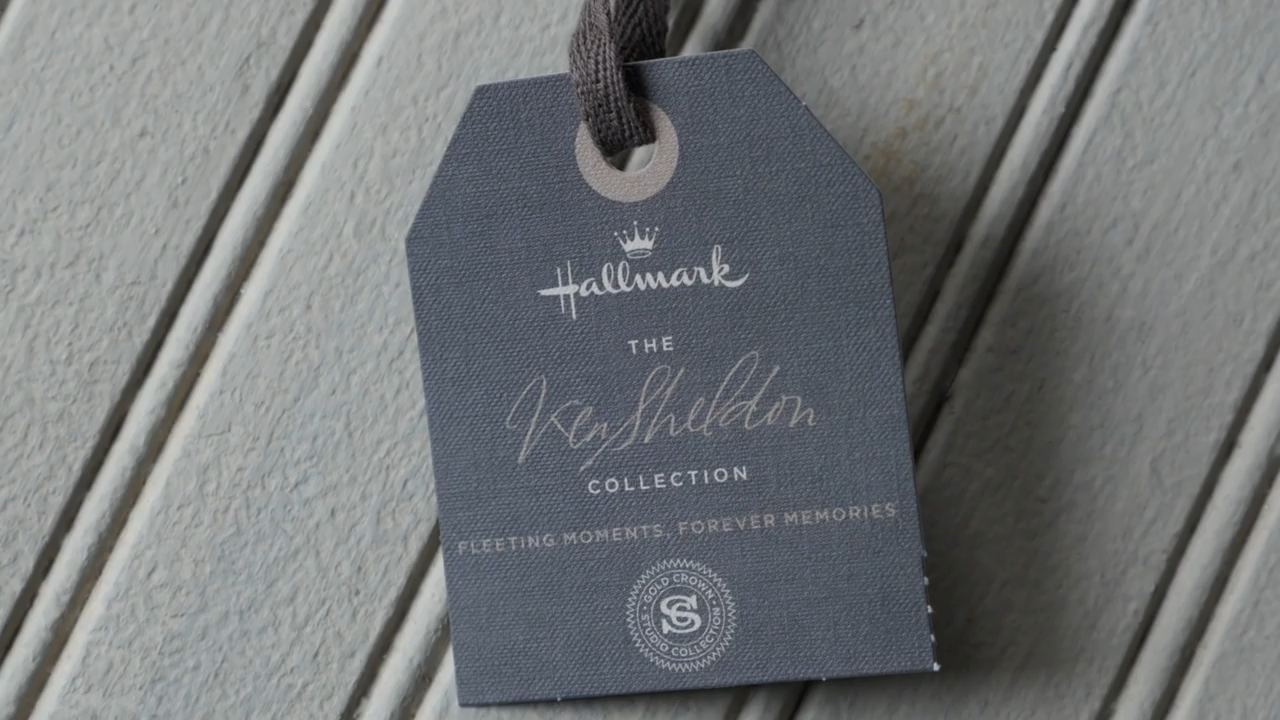 Hallmark
THE
Ken Sheldon
COLLECTION
FLEETING MOMENTS, FOREVER MEMORIES
GOLD CROWN
SC
STUDIO COLLECTION